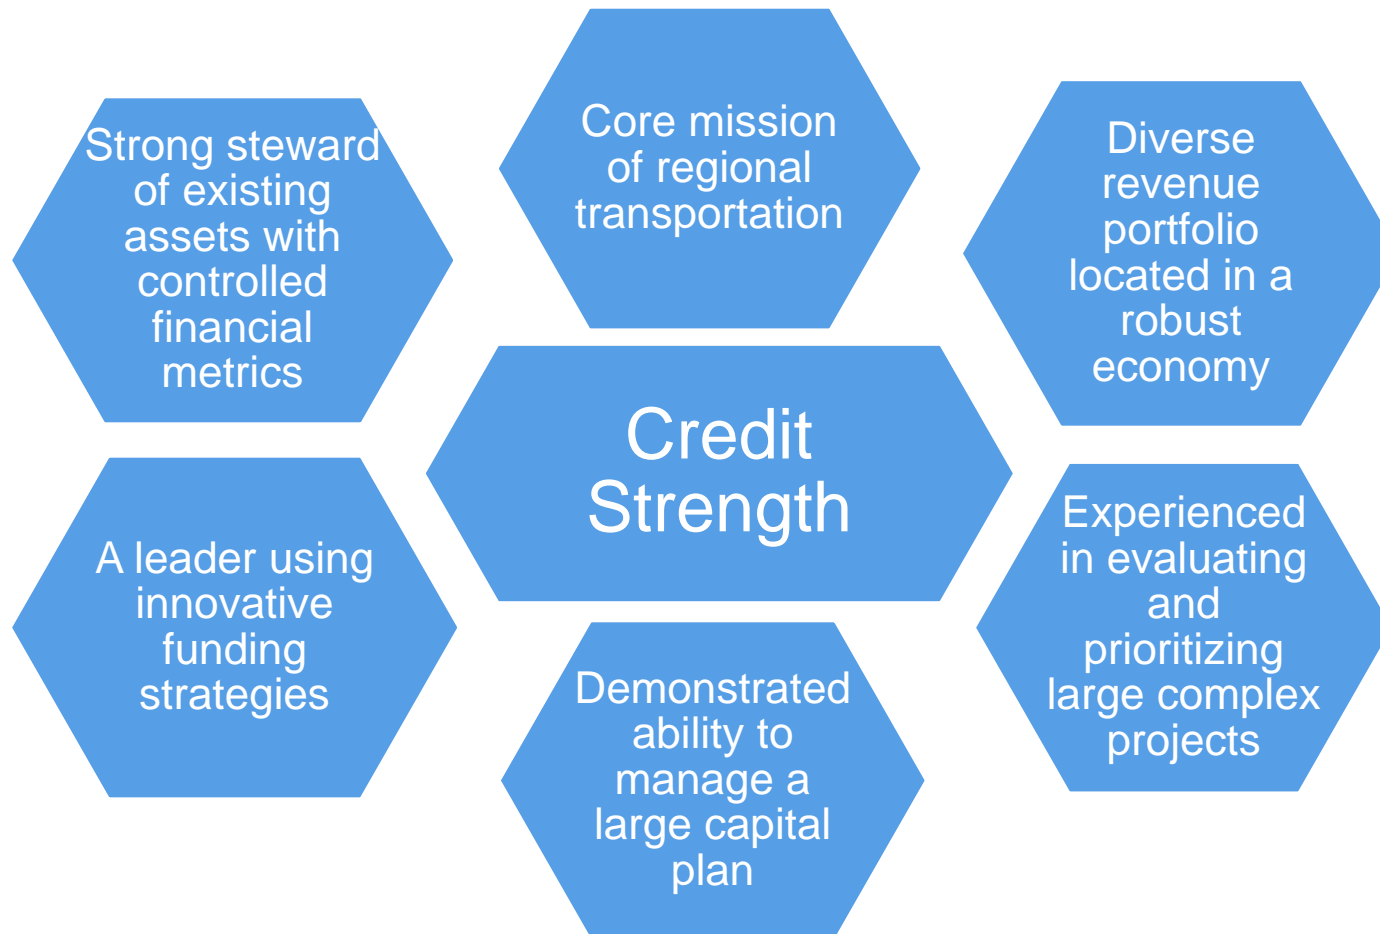 Core mission
of regional
transportation
Strong steward
of existing
assets with
controlled
financial
metrics
Diverse
revenue
portfolio
located in a
robust
economy
Credit
Strength
A leader using
innovative
funding
strategies
Experienced
in evaluating
and
prioritizing
large complex
projects
Demonstrated
ability to
manage a
large capital
plan